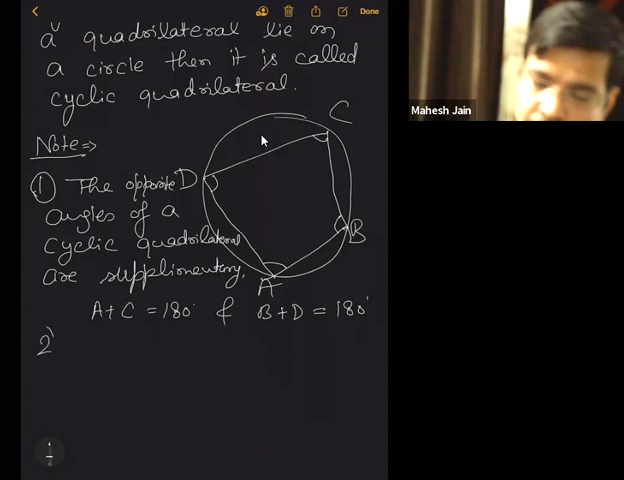 Done
a quadrilateral lie on
a circle then it is called
cyclic quadrilateral.
Mahesh Jain
Note⇒
① The opposite
angles of a
cyclic quadrilateral
are supplimentary.
C
D
B
A
A+C = 180° & B+D = 180°
2)